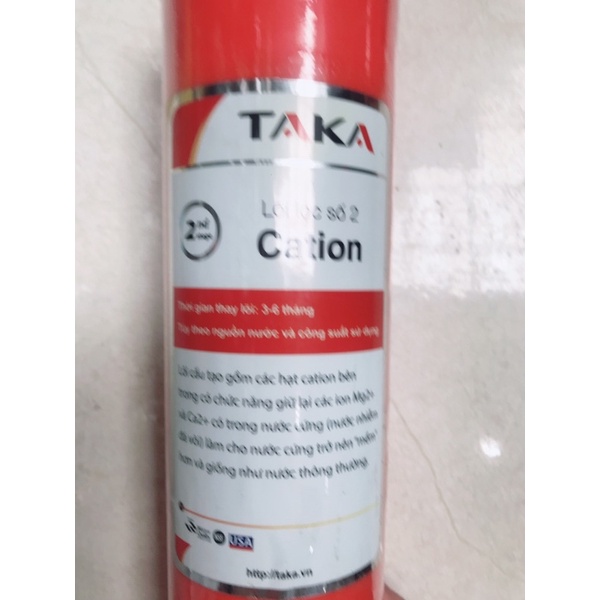 TAKA
Lõi lọc số 2
Cation
2
Thời gian thay lõi: 3-6 tháng
Tùy theo nguồn nước và công suất sử dụng
Lõi cấu tạo gồm các hạt cation bên
trong có chức năng giữ lại các ion Mg2+
và Ca2+ có trong nước cứng (nước nhiễm
đá vôi) làm cho nước cứng trở nên "mềm"
hơn và giống như nước thông thường.
USA
http://taka.vn